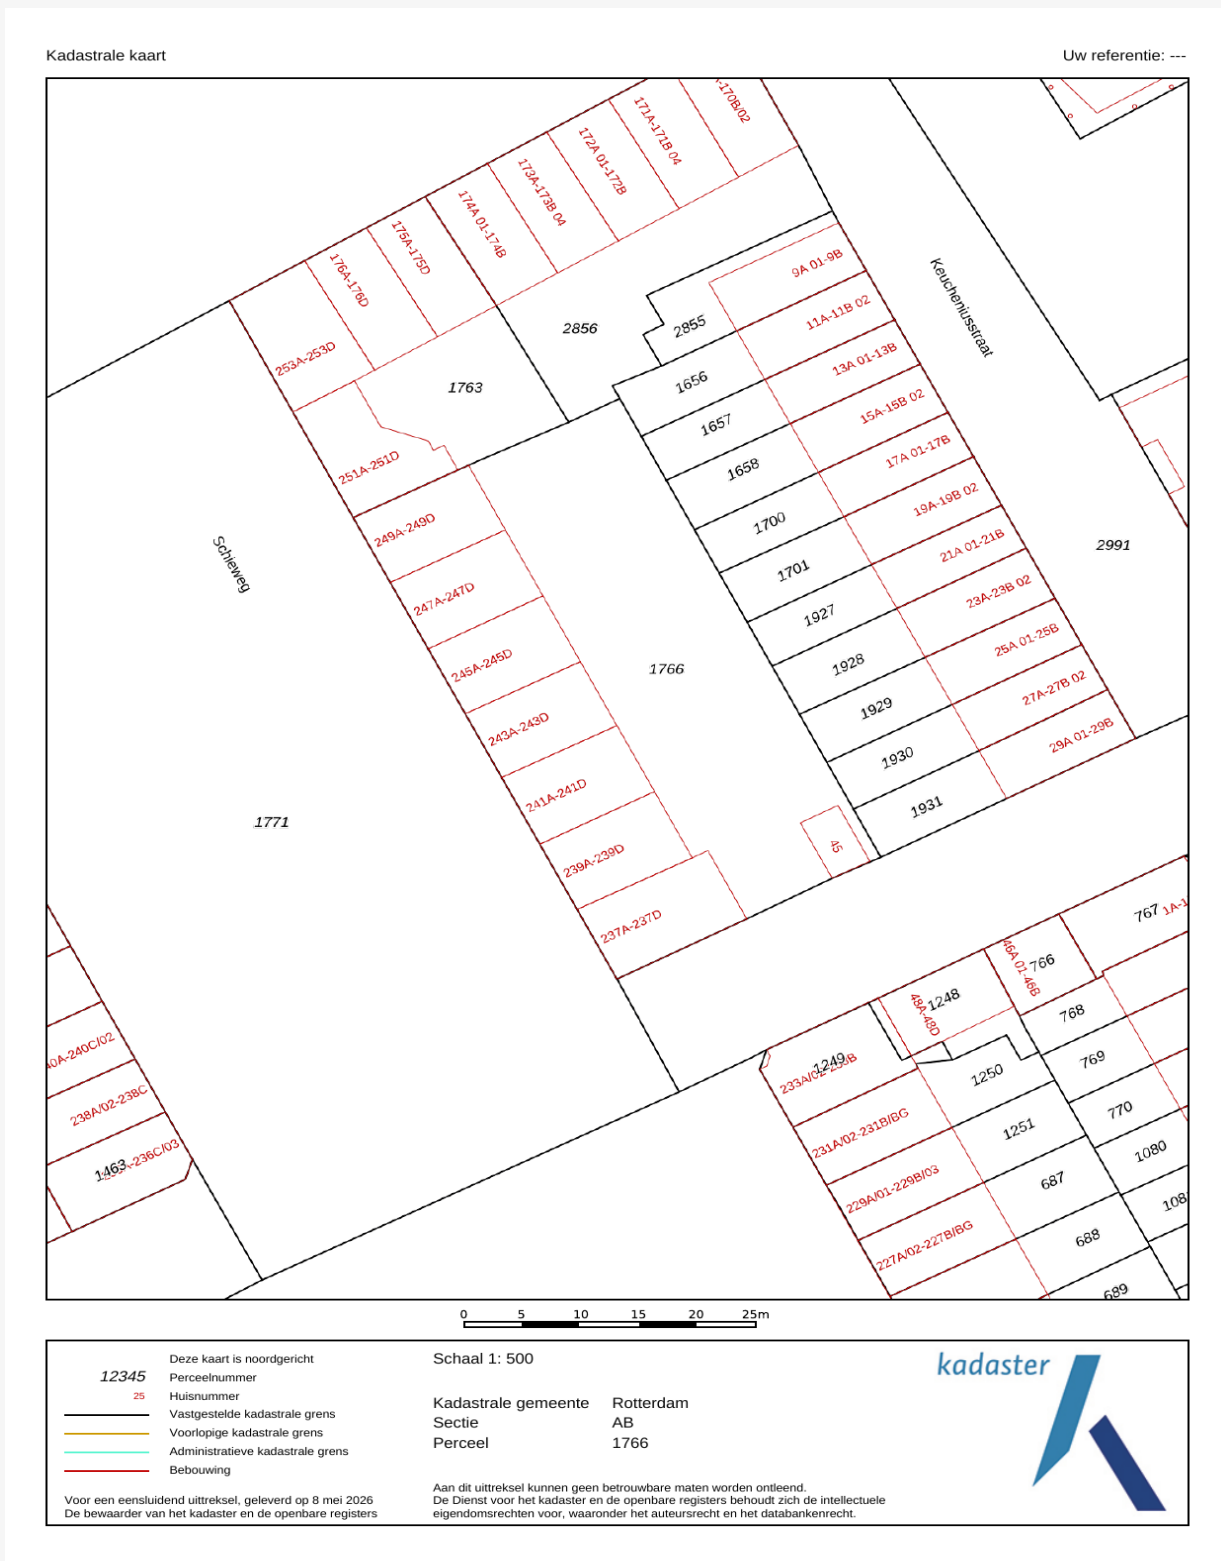 Kadastrale kaart
Uw referentie: ---
171A-171B 04
172A 01-172B
173A-173B 04
174A 01-174B
175A-175D
176A-176D
253A-253D
251A-251D
249A-249D
247A-247D
245A-245D
243A-243D
241A-241D
239A-239D
237A-237D
2856
1763
2855
1656
1657
1658
1700
1701
1927
1928
1929
1930
1931
9A 01-9B
11A-11B 02
13A 01-13B
15A-15B 02
17A 01-17B
19A-19B 02
21A 01-21B
23A-23B 02
25A 01-25B
27A-27B 02
29A 01-29B
Keucheniusstraat
2991
Schieweg
1766
1771
45
767
766
46A 01-46B
1248
48A-48D
768
1249
769
1250
770
1251
231A/02-231B/BG
1080
687
229A/01-229B/03
688
227A/02-227B/BG
689
238A/02-238C
1463
0 5 10 15 20 25m
Deze kaart is noordgericht
12345 Perceelnummer
25 Huisnummer
Vastgestelde kadastrale grens
Voorlopige kadastrale grens
Administratieve kadastrale grens
Bebouwing
Voor een eensluidend uittreksel, geleverd op 8 mei 2026
De bewaarder van het kadaster en de openbare registers
Schaal 1: 500
Kadastrale gemeente Rotterdam
Sectie AB
Perceel 1766
Aan dit uittreksel kunnen geen betrouwbare maten worden ontleend.
De Dienst voor het kadaster en de openbare registers behoudt zich de intellectuele
eigendomsrechten voor, waaronder het auteursrecht en het databankenrecht.
kadaster